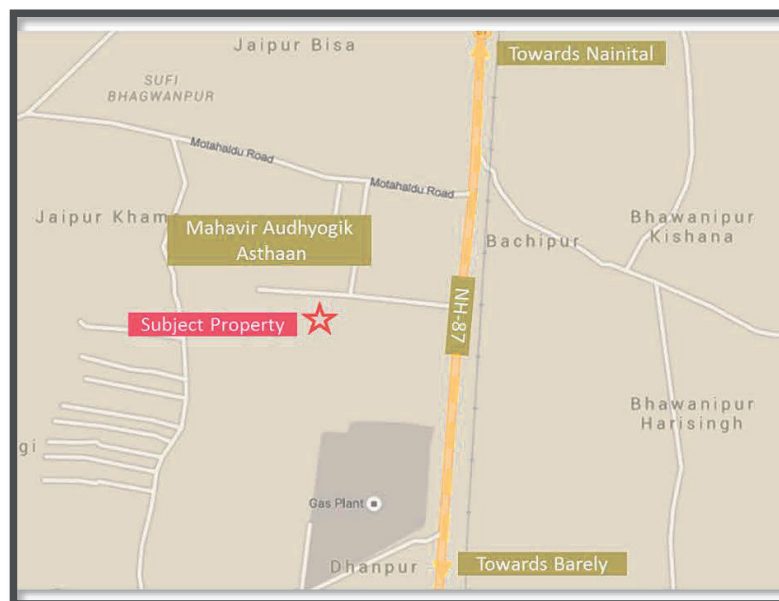 Jaipur Bisa
Towards Nainital
SUFI
BHAGWANPUR
Motahaldu Road
Motahaldu Road
Jaipur Kham
Mahavir Audhyogik
Asthaan
Bhawanipur
Kishana
Bachipur
NH-87
Subject Property
Bhawanipur
Harisingh
gi
Gas Plant
Dhanpur
Towards Barely